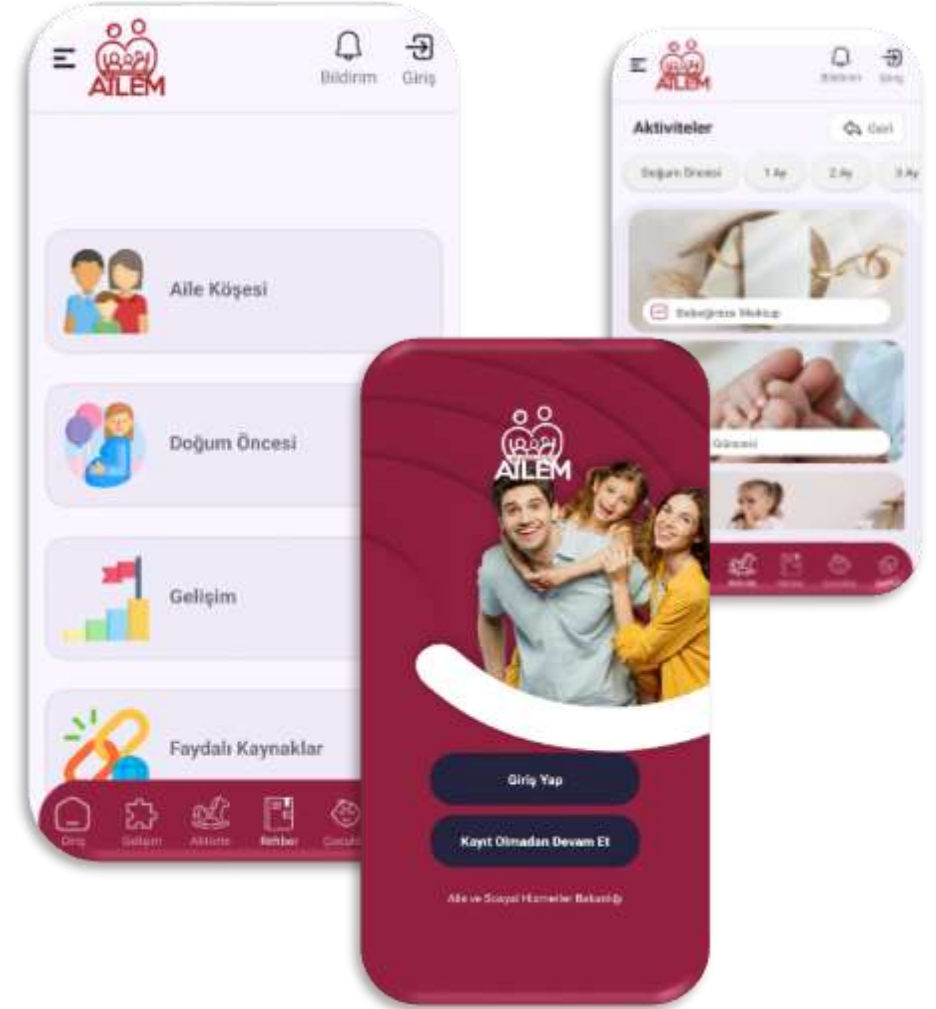 AİLEM
Bildirim
Giriş
Aile Köşesi
Doğum Öncesi
Gelişim
Faydalı Kaynaklar
Giriş
Gelişim
Aktivite
Rehber
AİLEM
Bildirim
Giriş
Aktiviteler
Geri
Doğum Öncesi
1 Ay
2 Ay
3 Ay
Bebeğinize Mektup
AİLEM
Giriş Yap
Kayıt Olmadan Devam Et
Aile ve Sosyal Hizmetler Bakanlığı